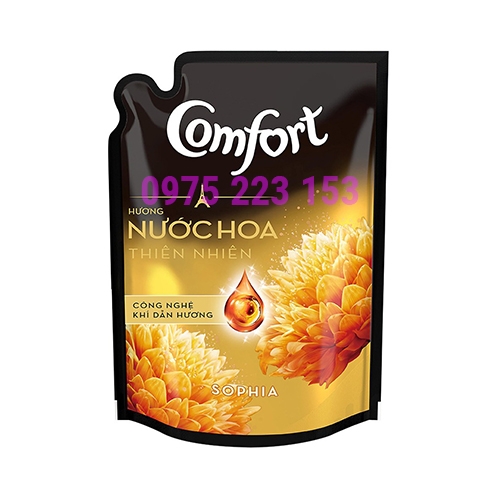 Comfort
0975 223 153
HƯƠNG
NƯỚC HOA
THIÊN NHIÊN
CÔNG NGHỆ
KHÍ DẪN HƯƠNG
SOPHIA